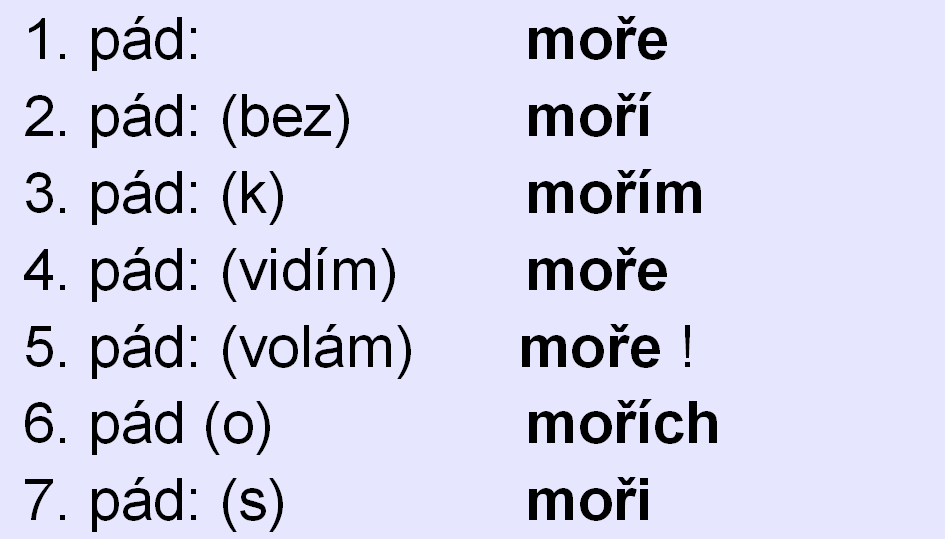 1. pád: moře
2. pád: (bez) moří
3. pád: (k) mořím
4. pád: (vidím) moře
5. pád: (volám) moře !
6. pád (o) mořích
7. pád: (s) moři